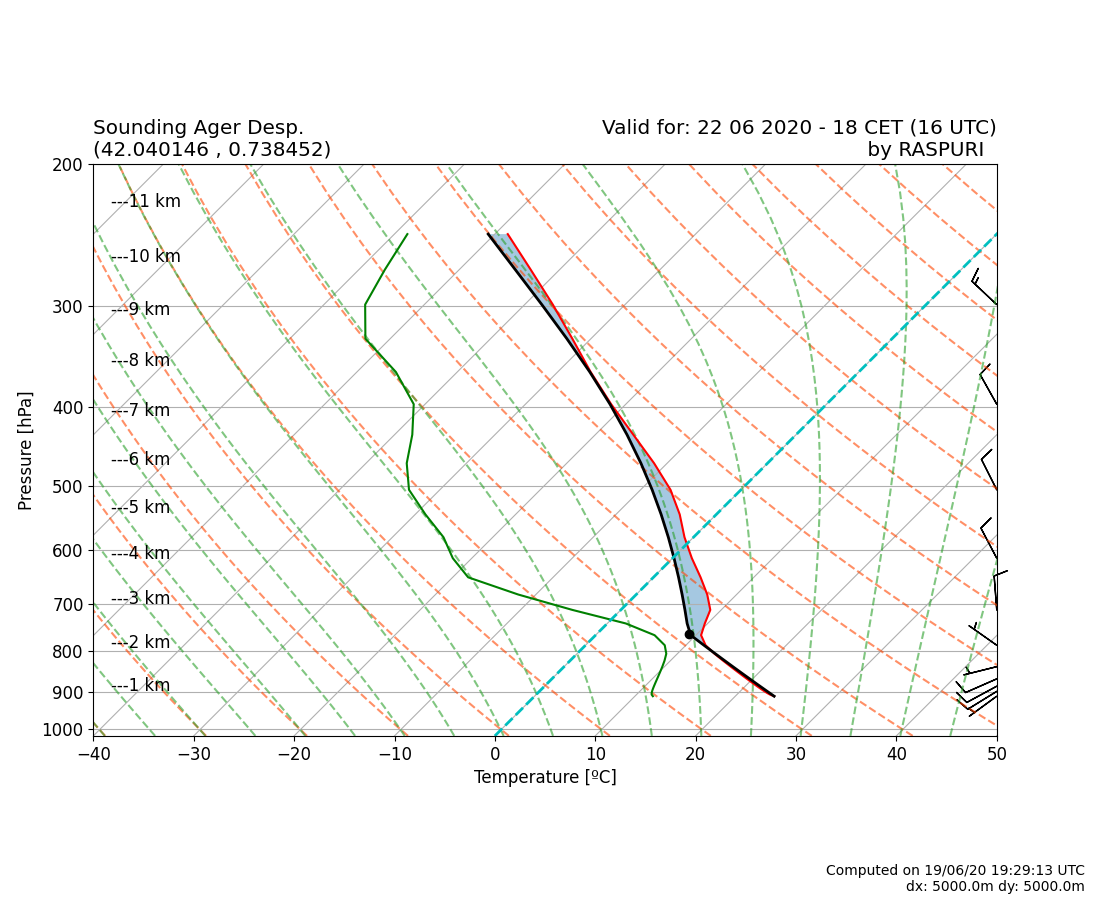 Sounding Ager Desp.
(42.040146 , 0.738452)
Valid for: 22 06 2020 - 18 CET (16 UTC)
by RASPURI
200
---11 km
---10 km
300
---9 km
---8 km
400
---7 km
---6 km
500
---5 km
600
---4 km
700
---3 km
---2 km
800
---1 km
900
1000
Pressure [hPa]
−40 −30 −20 −10 0 10 20 30 40 50
Temperature [ºC]
Computed on 19/06/20 19:29:13 UTC
dx: 5000.0m dy: 5000.0m